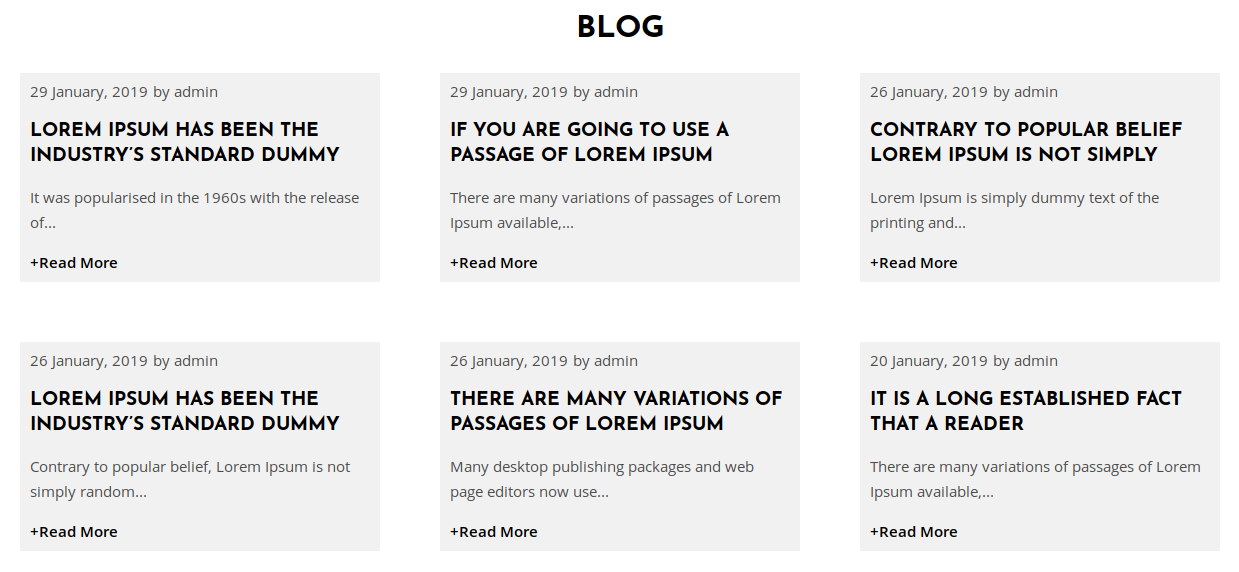 BLOG
29 January, 2019 by admin
LOREM IPSUM HAS BEEN THE
INDUSTRY’S STANDARD DUMMY
It was popularised in the 1960s with the release
of...
+Read More
29 January, 2019 by admin
IF YOU ARE GOING TO USE A
PASSAGE OF LOREM IPSUM
There are many variations of passages of Lorem
Ipsum available,...
+Read More
26 January, 2019 by admin
CONTRARY TO POPULAR BELIEF
LOREM IPSUM IS NOT SIMPLY
Lorem Ipsum is simply dummy text of the
printing and...
+Read More
26 January, 2019 by admin
LOREM IPSUM HAS BEEN THE
INDUSTRY’S STANDARD DUMMY
Contrary to popular belief, Lorem Ipsum is not
simply random...
+Read More
26 January, 2019 by admin
THERE ARE MANY VARIATIONS OF
PASSAGES OF LOREM IPSUM
Many desktop publishing packages and web
page editors now use...
+Read More
20 January, 2019 by admin
IT IS A LONG ESTABLISHED FACT
THAT A READER
There are many variations of passages of Lorem
Ipsum available,...
+Read More